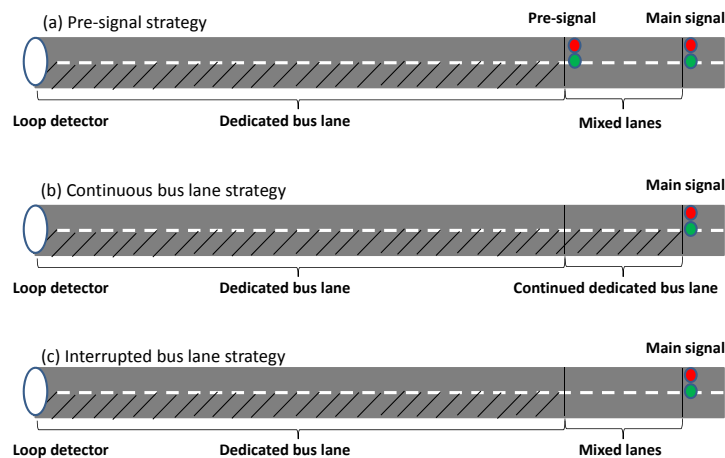 (a) Pre-signal strategy
Pre-signal
Main signal
Loop detector
Dedicated bus lane
Mixed lanes
(b) Continuous bus lane strategy
Main signal
Loop detector
Dedicated bus lane
Continued dedicated bus lane
(c) Interrupted bus lane strategy
Main signal
Loop detector
Dedicated bus lane
Mixed lanes